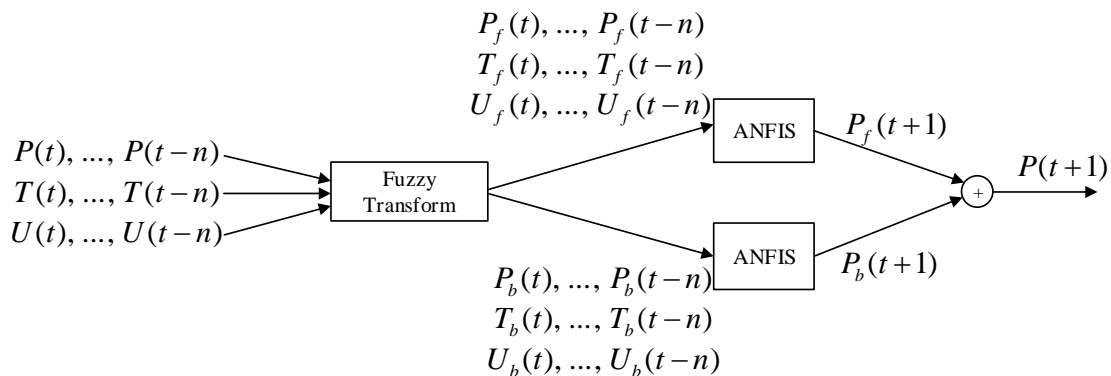 P_f(t), ..., P_f(t−n)
T_f(t), ..., T_f(t−n)
U_f(t), ..., U_f(t−n)
ANFIS
P_f(t+1)
P(t), ..., P(t−n)
T(t), ..., T(t−n)
U(t), ..., U(t−n)
Fuzzy
Transform
+
P(t+1)
ANFIS
P_b(t+1)
P_b(t), ..., P_b(t−n)
T_b(t), ..., T_b(t−n)
U_b(t), ..., U_b(t−n)